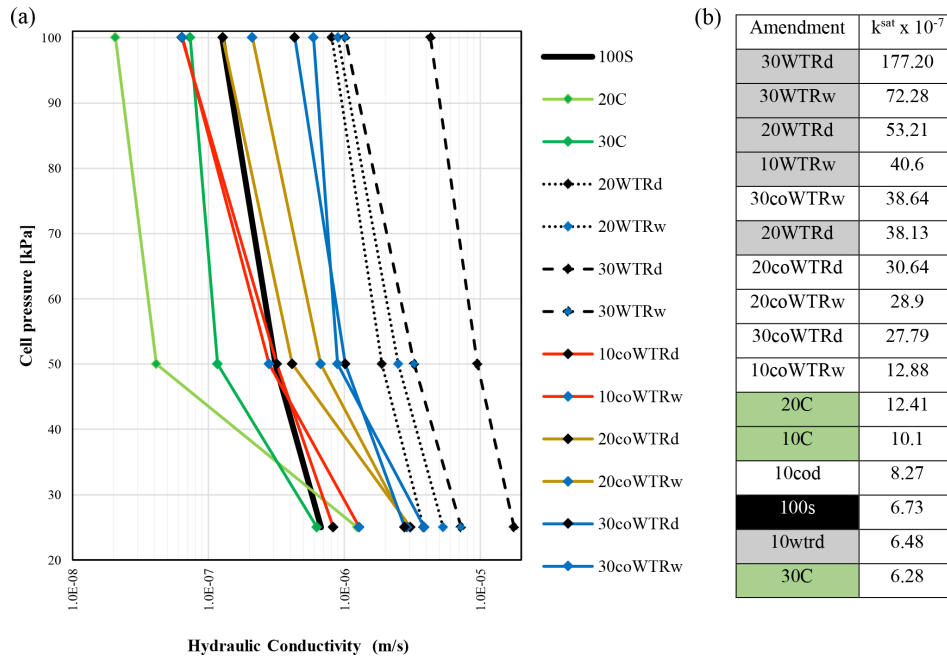 (a)
100
90
80
70
60
50
40
30
20
Cell pressure [kPa]
1.0E-08
1.0E-07
1.0E-06
1.0E-05
Hydraulic Conductivity (m/s)
100S
20C
30C
20WTRd
20WTRw
30WTRd
30WTRw
10coWTRd
10coWTRw
20coWTRd
20coWTRw
30coWTRd
30coWTRw
(b)
Amendment k^sat x 10^-7
30WTRd 177.20
30WTRw 72.28
20WTRd 53.21
10WTRw 40.6
30coWTRw 38.64
20WTRd 38.13
20coWTRd 30.64
20coWTRw 28.9
30coWTRd 27.79
10coWTRw 12.88
20C 12.41
10C 10.1
10cod 8.27
100s 6.73
10wtrd 6.48
30C 6.28